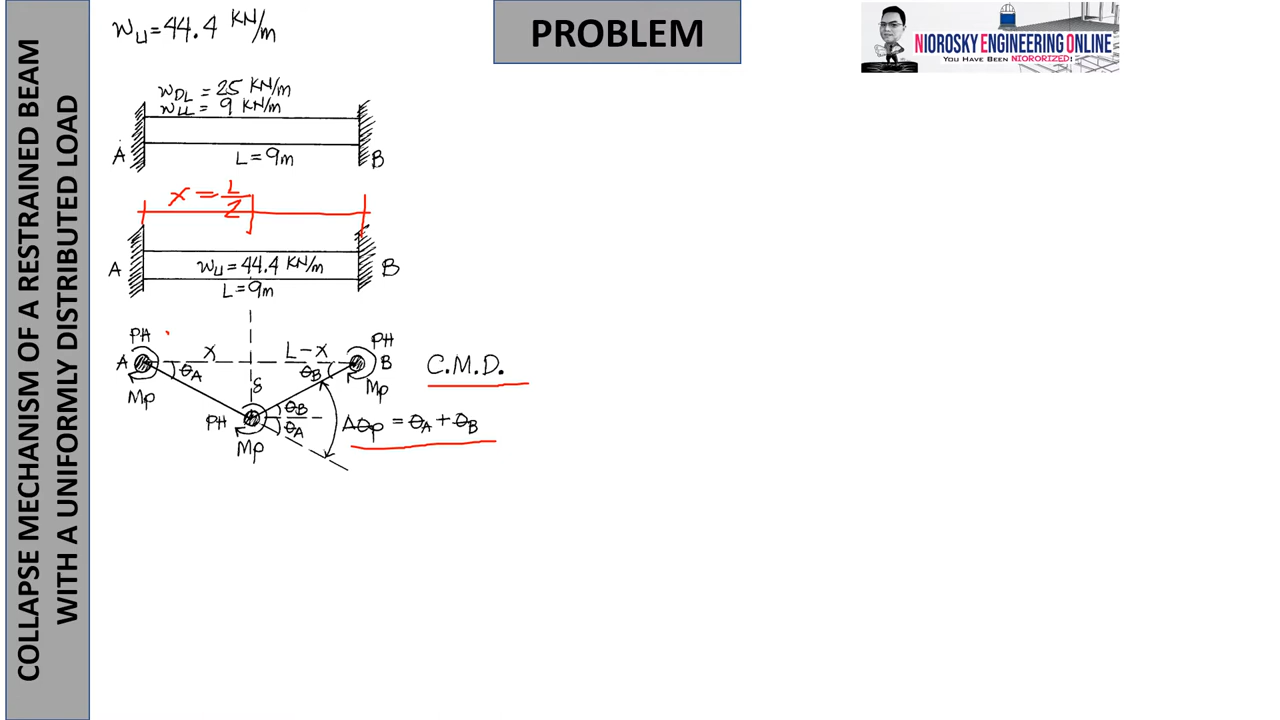 COLLAPSE MECHANISM OF A RESTRAINED BEAM
WITH A UNIFORMLY DISTRIBUTED LOAD
PROBLEM
NIOROSKY ENGINEERING ONLINE
YOU HAVE BEEN NIORORIZED!
wU = 44.4 KN/m
wDL = 25 KN/m
wLL = 9 KN/m
A
L = 9m
B
x = L/2
A
wU = 44.4 KN/m
B
L = 9m
PH
PH
A
x
L-x
B
C.M.D.
θA
θB
Mp
δ
Mp
θB
θA
PH
Δθp = θA + θB
Mp